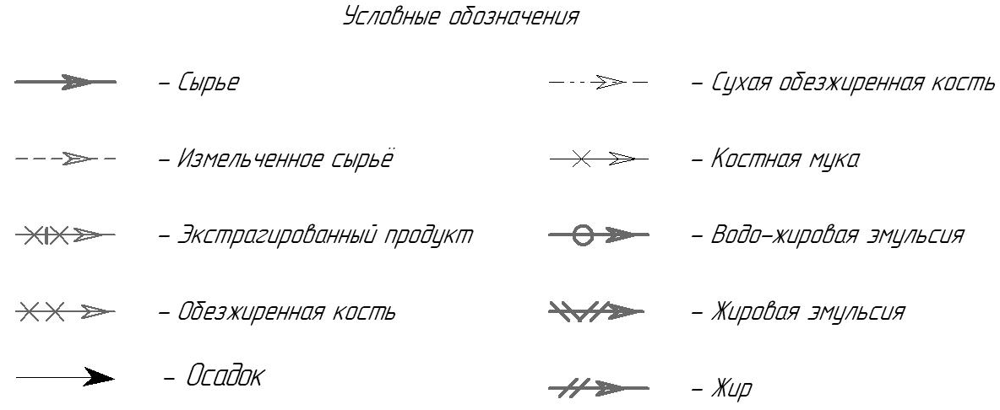 Условные обозначения
– Сырье
– Измельченное сырьё
– Экстрагированный продукт
– Обезжиренная кость
– Осадок
– Сухая обезжиренная кость
– Костная мука
– Водо-жировая эмульсия
– Жировая эмульсия
– Жир